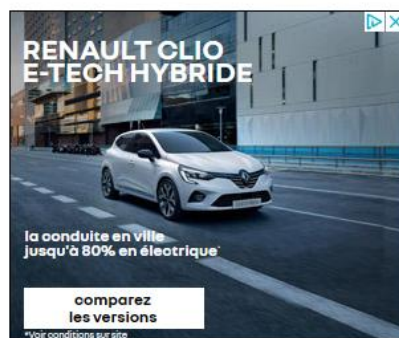 RENAULT CLIO
E-TECH HYBRIDE
la conduite en ville
jusqu'à 80% en électrique*
comparez
les versions
*Voir conditions sur site